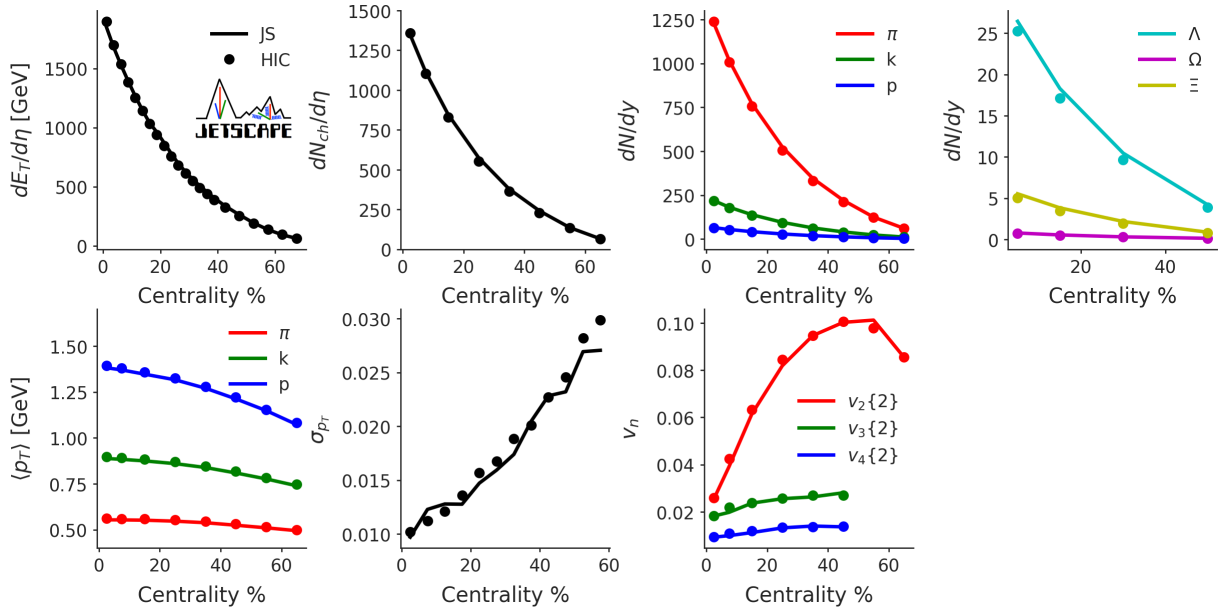 dE_T/dη [GeV]
1500
1000
500
0
0 20 40 60
Centrality %
JS
HIC
JETSCAPE
dN_ch/dη
1500
1250
1000
750
500
250
0
0 20 40 60
Centrality %
dN/dy
1250
1000
750
500
250
0
0 20 40 60
Centrality %
π
k
p
dN/dy
25
20
15
10
5
0
20 40
Centrality %
Λ
Ω
Ξ
⟨p_T⟩ [GeV]
1.50
1.25
1.00
0.75
0.50
0 20 40 60
Centrality %
π
k
p
σ_{p_T}
0.030
0.025
0.020
0.015
0.010
0 20 40 60
Centrality %
v_n
0.10
0.08
0.06
0.04
0.02
0 20 40 60
Centrality %
v_2{2}
v_3{2}
v_4{2}